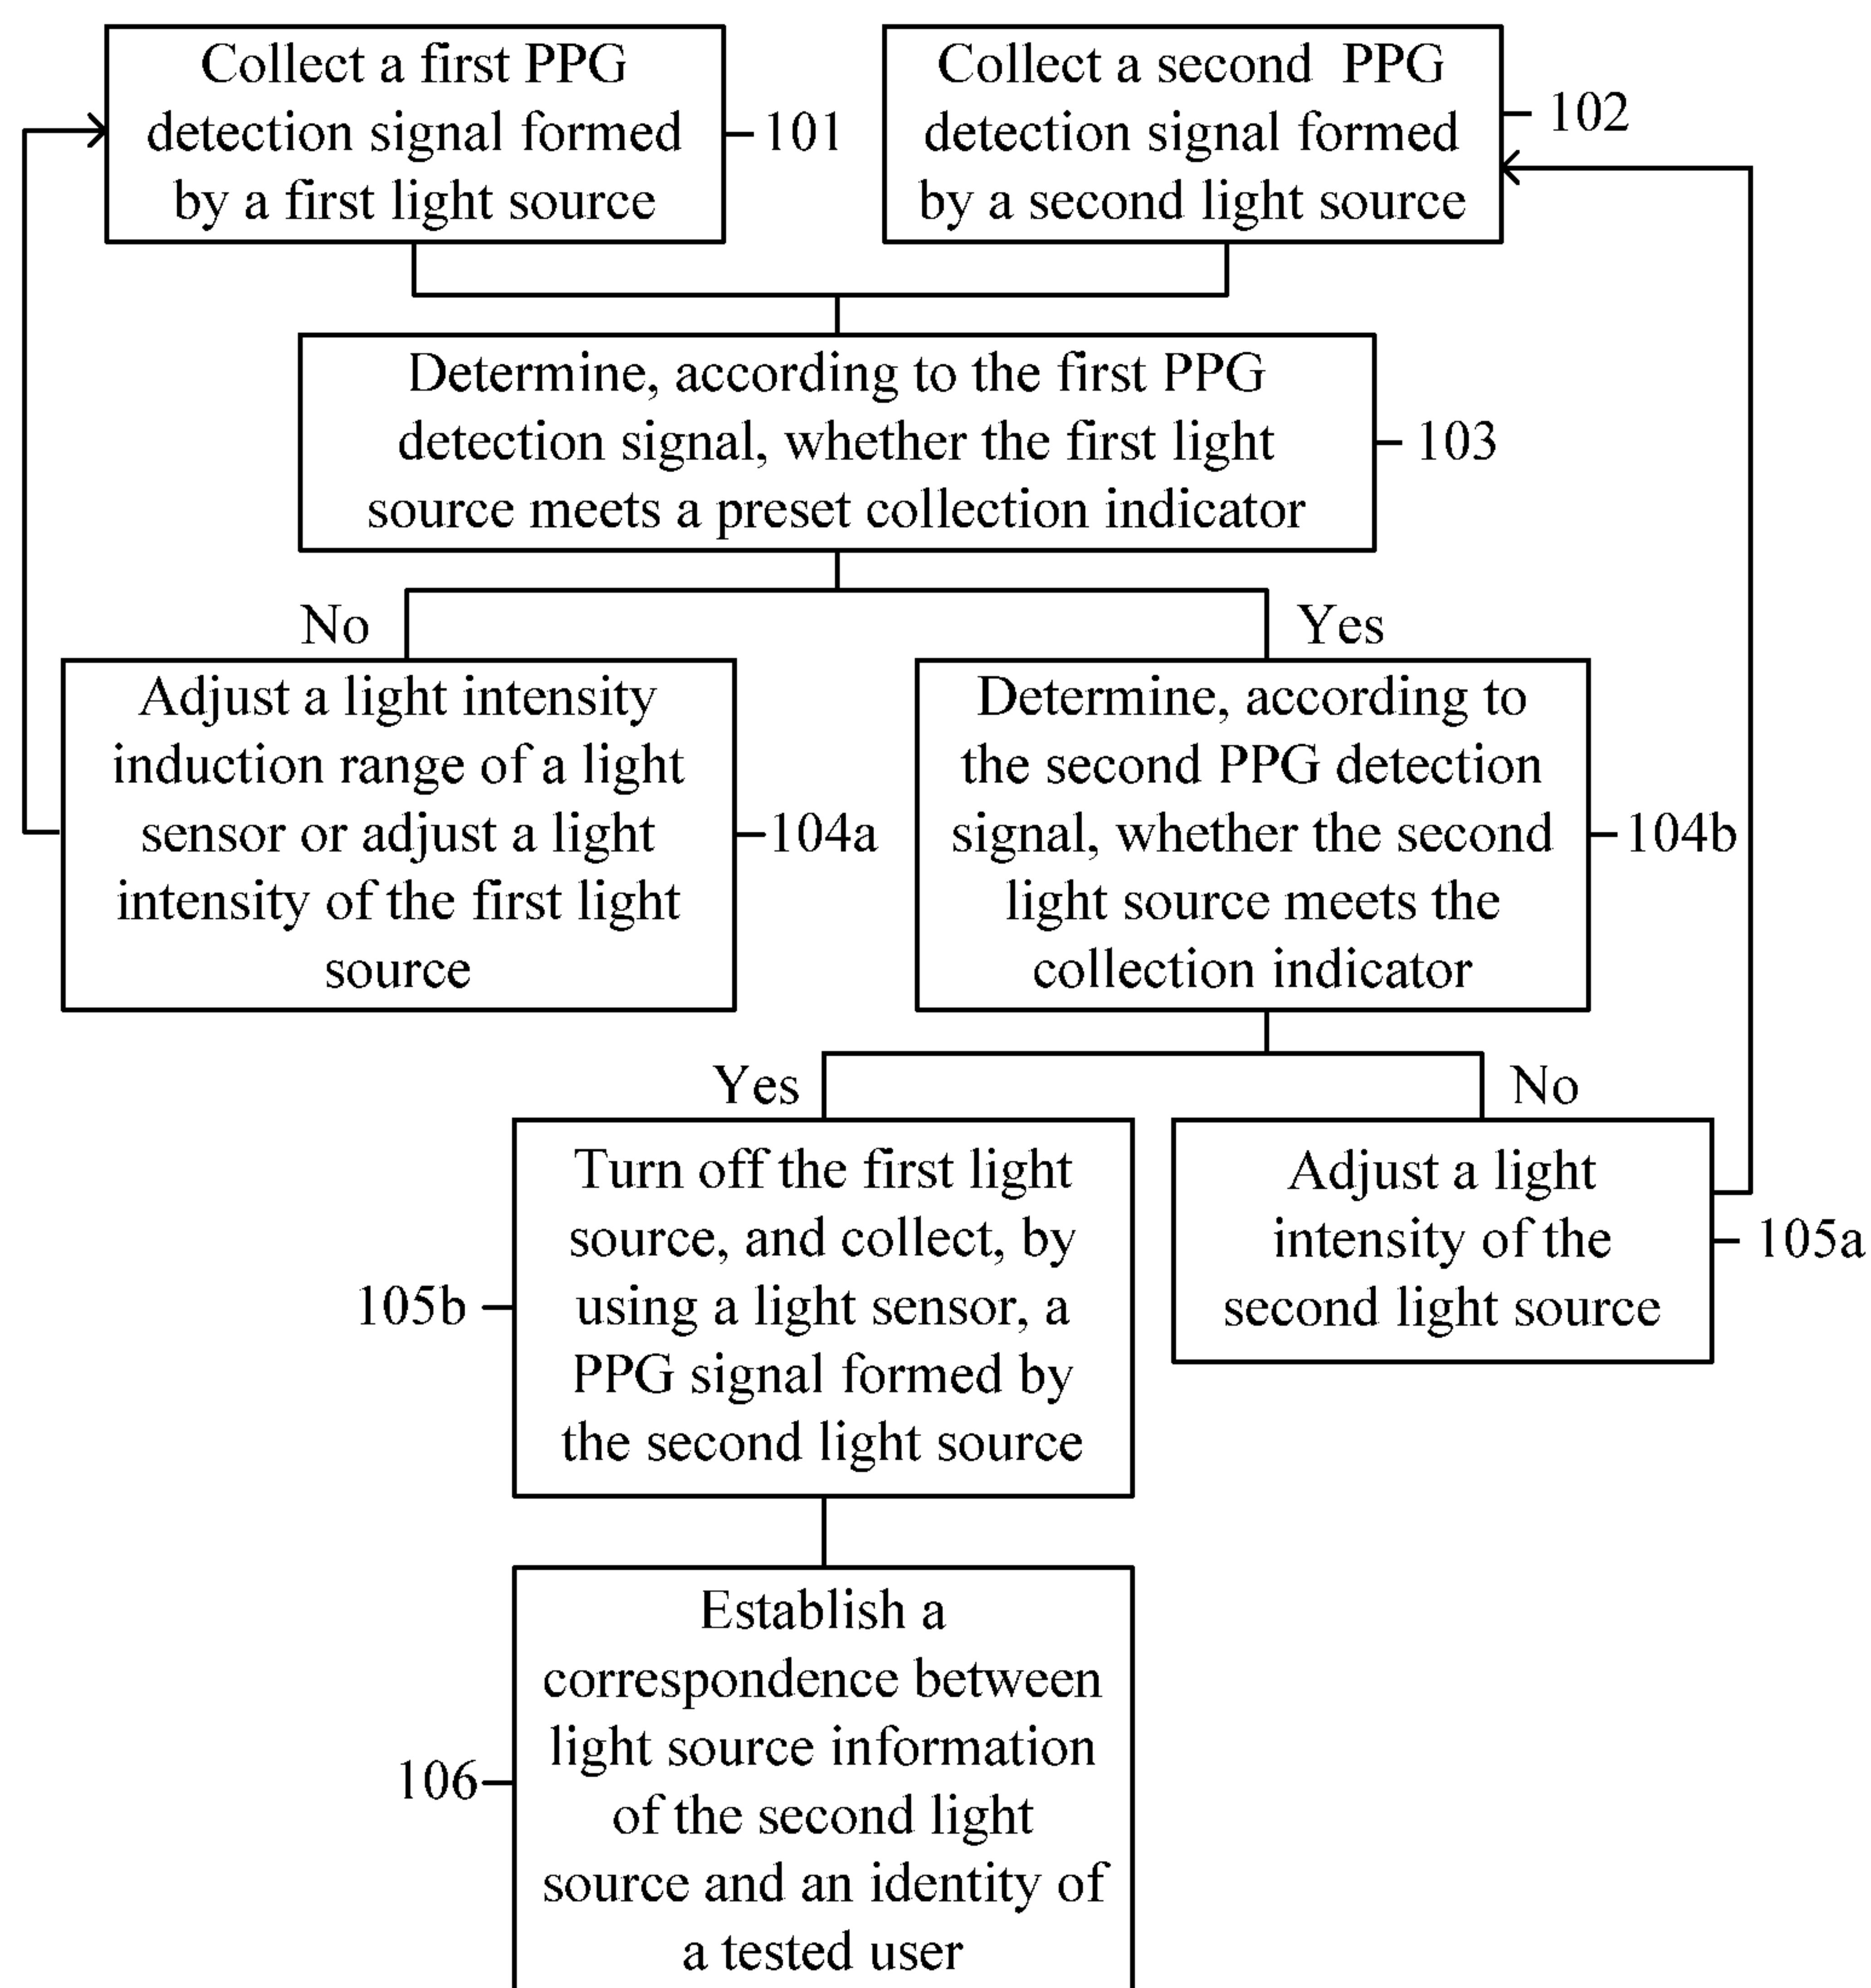 Collect a first PPG
detection signal formed
by a first light source
101
Collect a second PPG
detection signal formed
by a second light source
102
Determine, according to the first PPG
detection signal, whether the first light
source meets a preset collection indicator
103
No
Yes
Adjust a light intensity
induction range of a light
sensor or adjust a light
intensity of the first light
source
104a
Determine, according to
the second PPG detection
signal, whether the second
light source meets the
collection indicator
104b
Yes
No
Turn off the first light
source, and collect, by
using a light sensor, a
PPG signal formed by
the second light source
105b
Adjust a light
intensity of the
second light source
105a
Establish a
correspondence between
light source information
of the second light
source and an identity of
a tested user
106